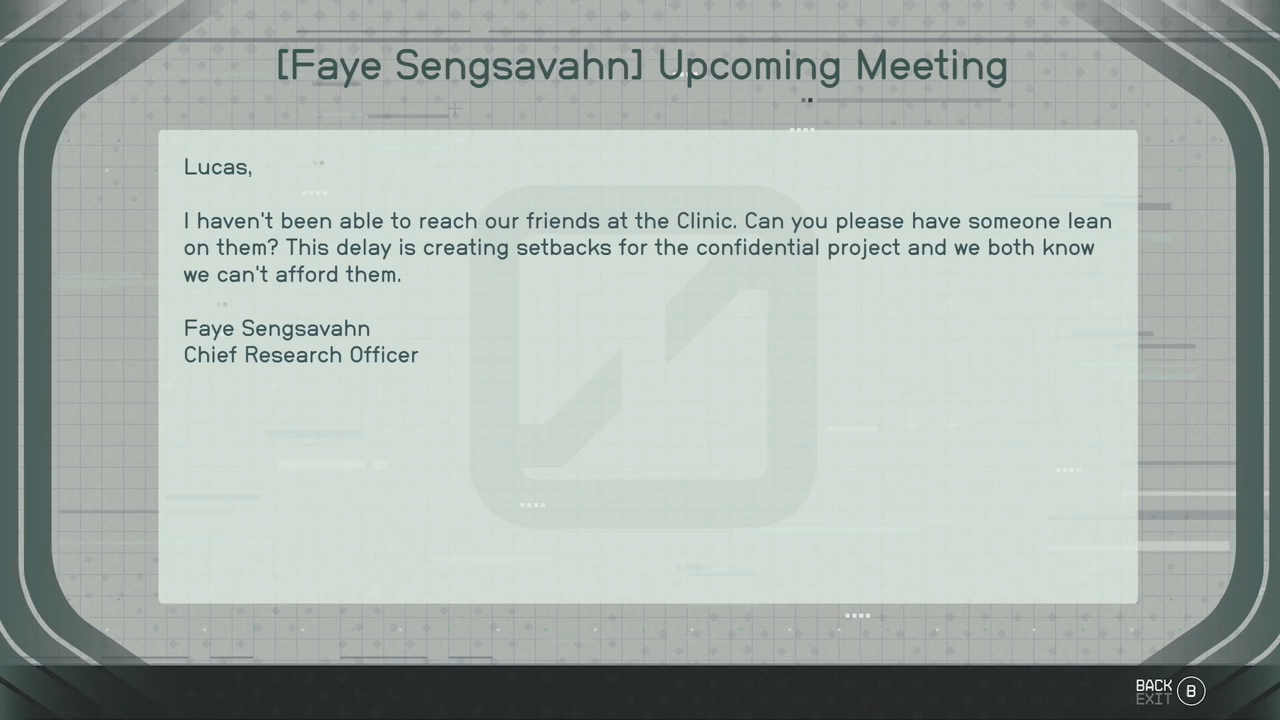 [Faye Sengsavahn] Upcoming Meeting
Lucas,
I haven't been able to reach our friends at the Clinic. Can you please have someone lean
on them? This delay is creating setbacks for the confidential project and we both know
we can't afford them.
Faye Sengsavahn
Chief Research Officer
BACK
EXIT
B